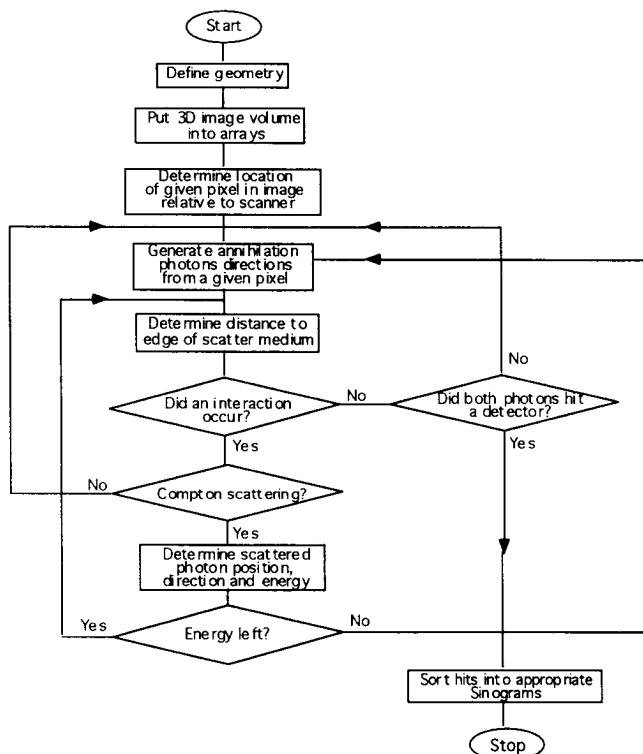 Start
Define geometry
Put 3D image volume
into arrays
Determine location
of given pixel in image
relative to scanner
Generate annihilation
photons directions
from a given pixel
Determine distance to
edge of scatter medium
No
Did an interaction
occur?
No
Did both photons hit
a detector?
Yes
Yes
No
Compton scattering?
Yes
Determine scattered
photon position,
direction and energy
Yes
Energy left?
No
Sort hits into appropriate
Sinograms
Stop